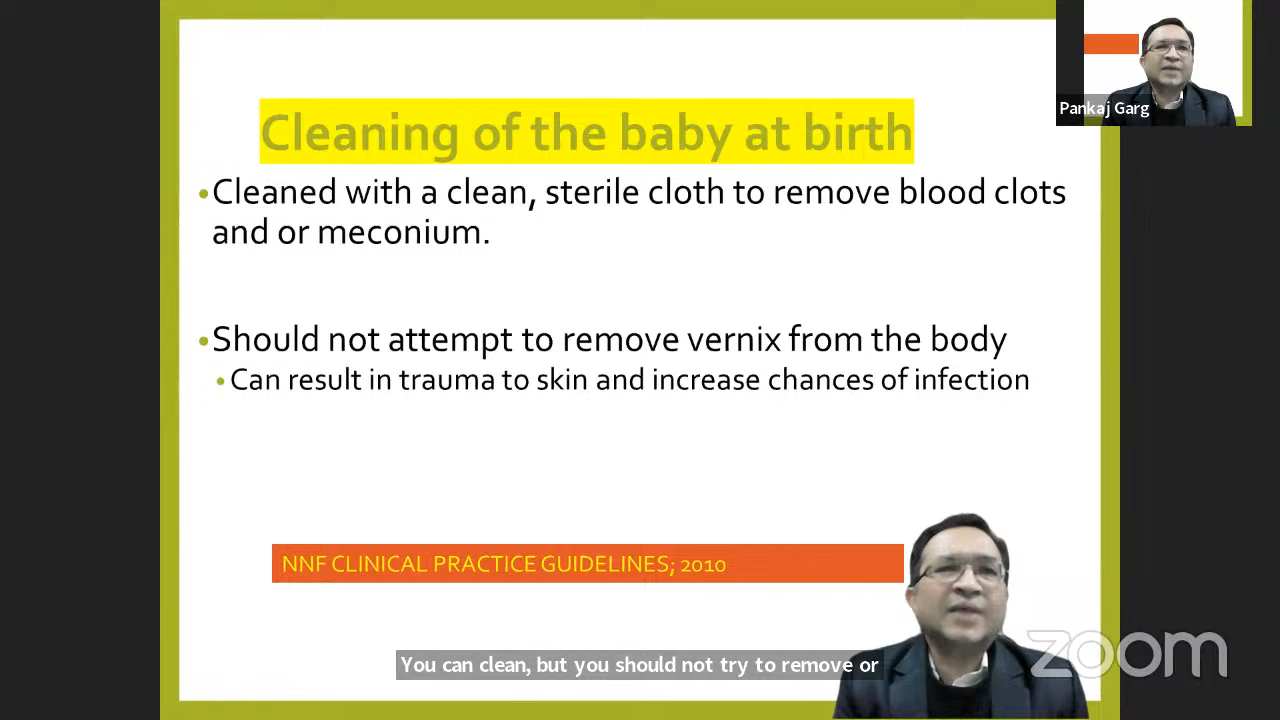 Cleaning of the baby at birth
Pankaj Garg
•Cleaned with a clean, sterile cloth to remove blood clots
and or meconium.
•Should not attempt to remove vernix from the body
•Can result in trauma to skin and increase chances of infection
NNF CLINICAL PRACTICE GUIDELINES; 2010
You can clean, but you should not try to remove or
zoom